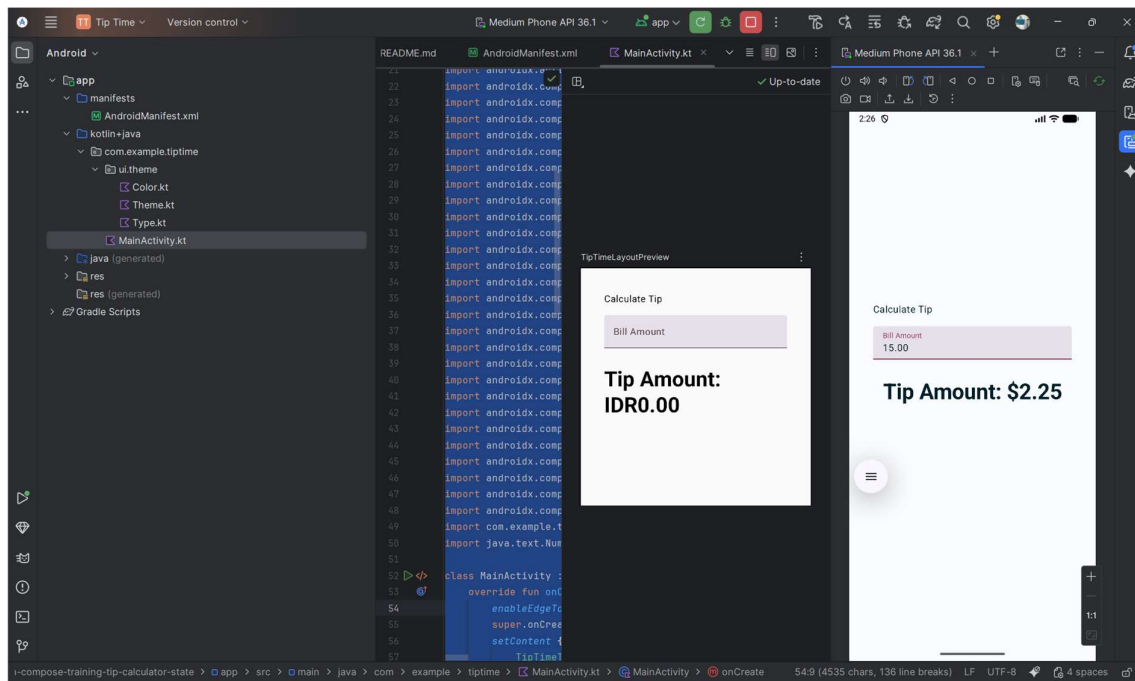 TT Tip Time Version control Medium Phone API 36.1 app
Android
README.md AndroidManifest.xml MainActivity.kt
Medium Phone API 36.1
app
manifests
AndroidManifest.xml
kotlin+java
com.example.tiptime
ui.theme
Color.kt
Theme.kt
Type.kt
MainActivity.kt
java (generated)
res
res (generated)
Gradle Scripts
22 import androidx.comp
23 import androidx.comp
24 import androidx.comp
25 import androidx.comp
26 import androidx.comp
27 import androidx.comp
28 import androidx.comp
29 import androidx.comp
30 import androidx.comp
31 import androidx.comp
32 import androidx.comp
33 import androidx.comp
34 import androidx.comp
35 import androidx.comp
36 import androidx.comp
37 import androidx.comp
38 import androidx.comp
39 import androidx.comp
40 import androidx.comp
41 import androidx.comp
42 import androidx.comp
43 import androidx.comp
44 import androidx.comp
45 import androidx.comp
46 import androidx.comp
47 import androidx.comp
48 import androidx.comp
49 import com.example.t
50 import java.text.Num
51
52 class MainActivity :
53 override fun onC
54 enableEdgeTo
55 super.onCrea
56 setContent {
57 TipTimeT
Up-to-date
TipTimeLayoutPreview
Calculate Tip
Bill Amount
Tip Amount:
IDR0.00
2:26
Calculate Tip
Bill Amount
15.00
Tip Amount: $2.25
1:1
-compose-training-tip-calculator-state > app > src > main > java > com > example > tiptime > MainActivity.kt > MainActivity > onCreate 54:9 (4535 chars, 136 line breaks) LF UTF-8 4 spaces